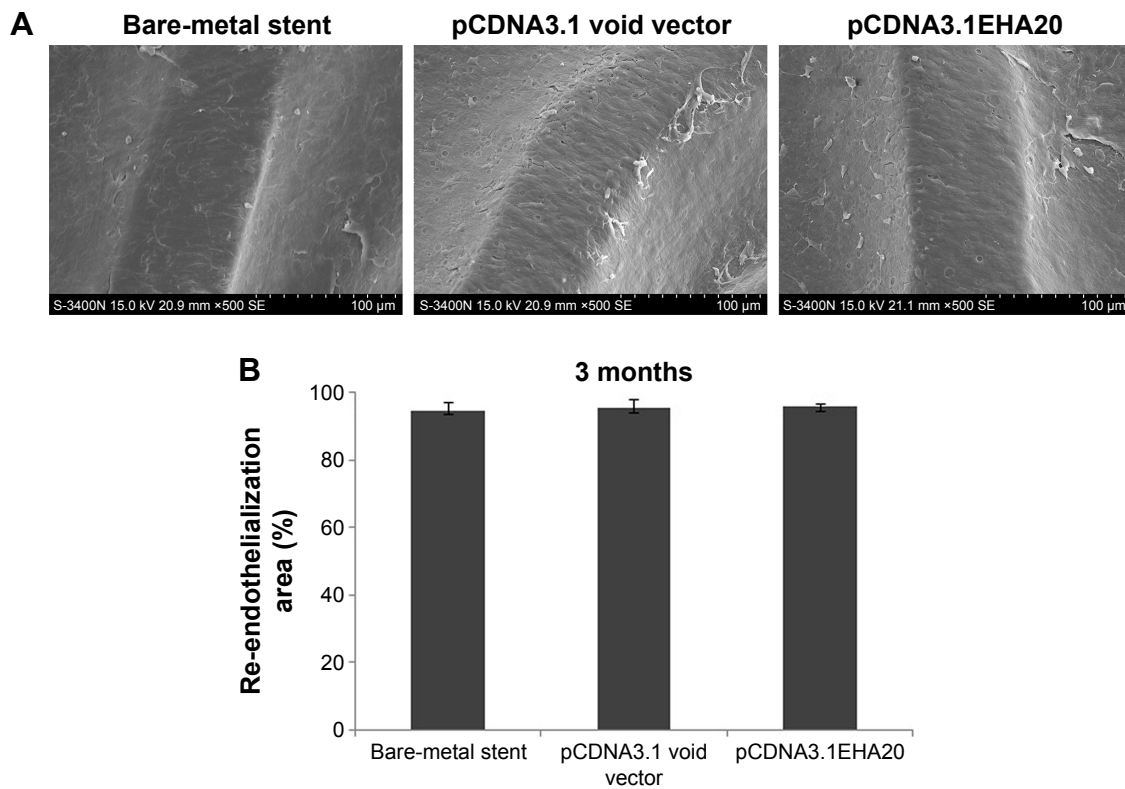 A
Bare-metal stent
pCDNA3.1 void vector
pCDNA3.1EHA20
S-3400N 15.0 kV 20.9 mm ×500 SE
100 µm
S-3400N 15.0 kV 20.9 mm ×500 SE
100 µm
S-3400N 15.0 kV 21.1 mm ×500 SE
100 µm
B
3 months
Re-endothelialization
area (%)
100
80
60
40
20
0
Bare-metal stent
pCDNA3.1 void
vector
pCDNA3.1EHA20